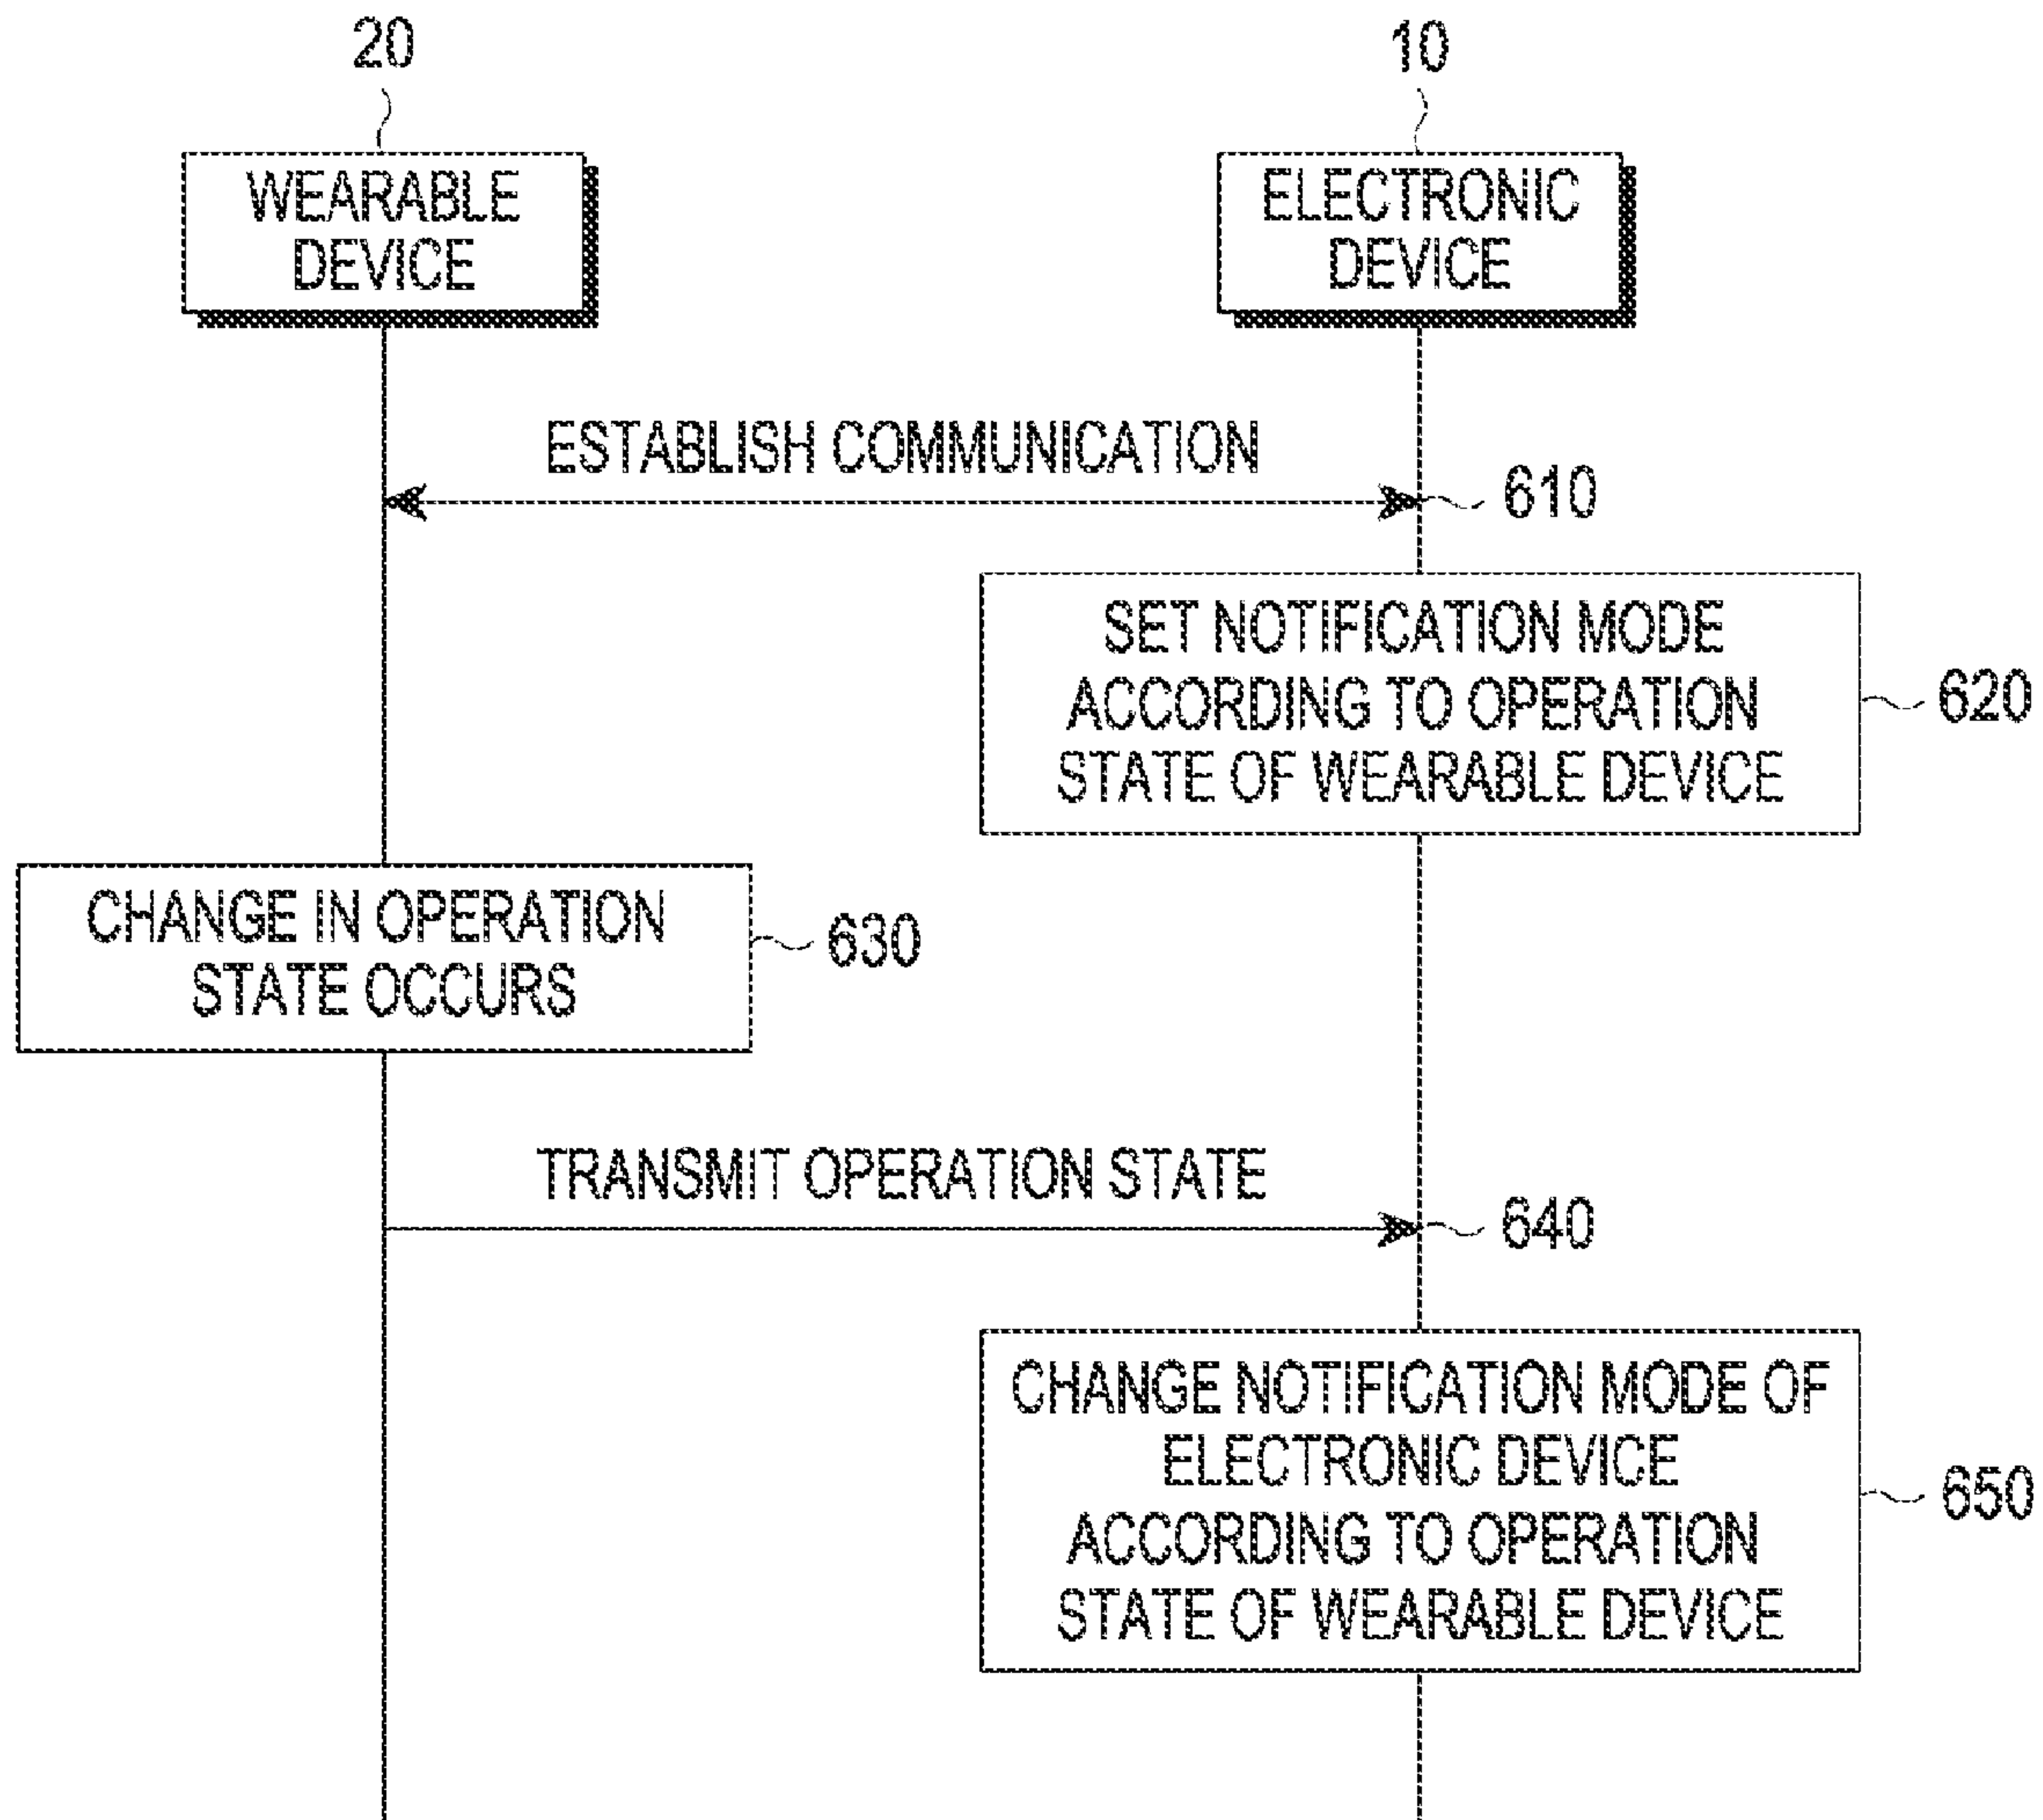 20
10
WEARABLE
DEVICE
ELECTRONIC
DEVICE
ESTABLISH COMMUNICATION
610
SET NOTIFICATION MODE
ACCORDING TO OPERATION
STATE OF WEARABLE DEVICE
620
CHANGE IN OPERATION
STATE OCCURS
630
TRANSMIT OPERATION STATE
640
CHANGE NOTIFICATION MODE OF
ELECTRONIC DEVICE
ACCORDING TO OPERATION
STATE OF WEARABLE DEVICE
650